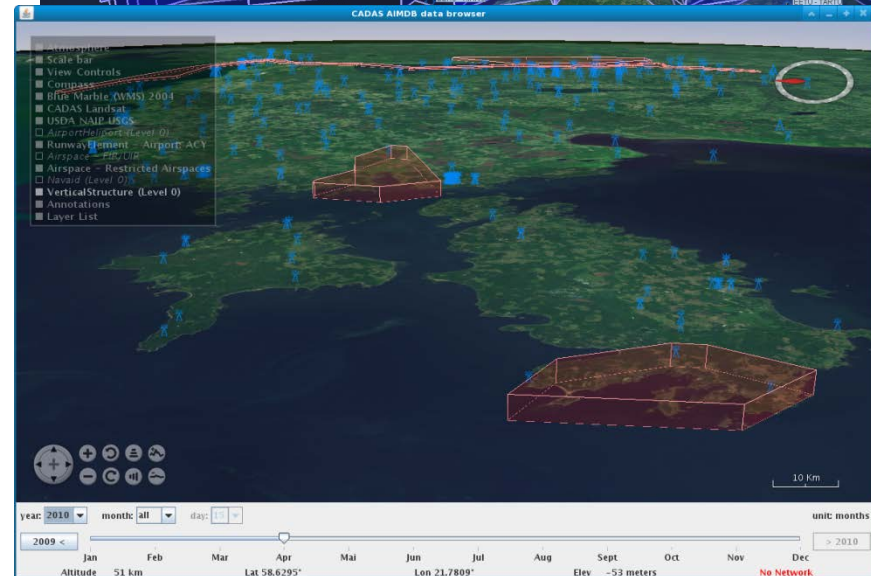 EETU-TARTU
CADAS AIMDB data browser
Atmosphere
Scale bar
View Controls
Compass
Blue Marble (WMS) 2004
CADAS Landsat
USDA NAIP USGS
AirportHeliport (Level 0)
RunwayElement - Airport: ACY
Airspace - FIR/UIR
Airspace - Restricted Airspaces
Navaid (Level 0)
VerticalStructure (Level 0)
Annotations
Layer List
10 Km
year: 2010 month: all day: unit: months
2009 < > 2010
Jan Feb Mar Apr Mai Jun Jul Aug Sept Oct Nov Dec
Altitude 51 km Lat 58.6295° Lon 21.7809° Elev -53 meters No Network